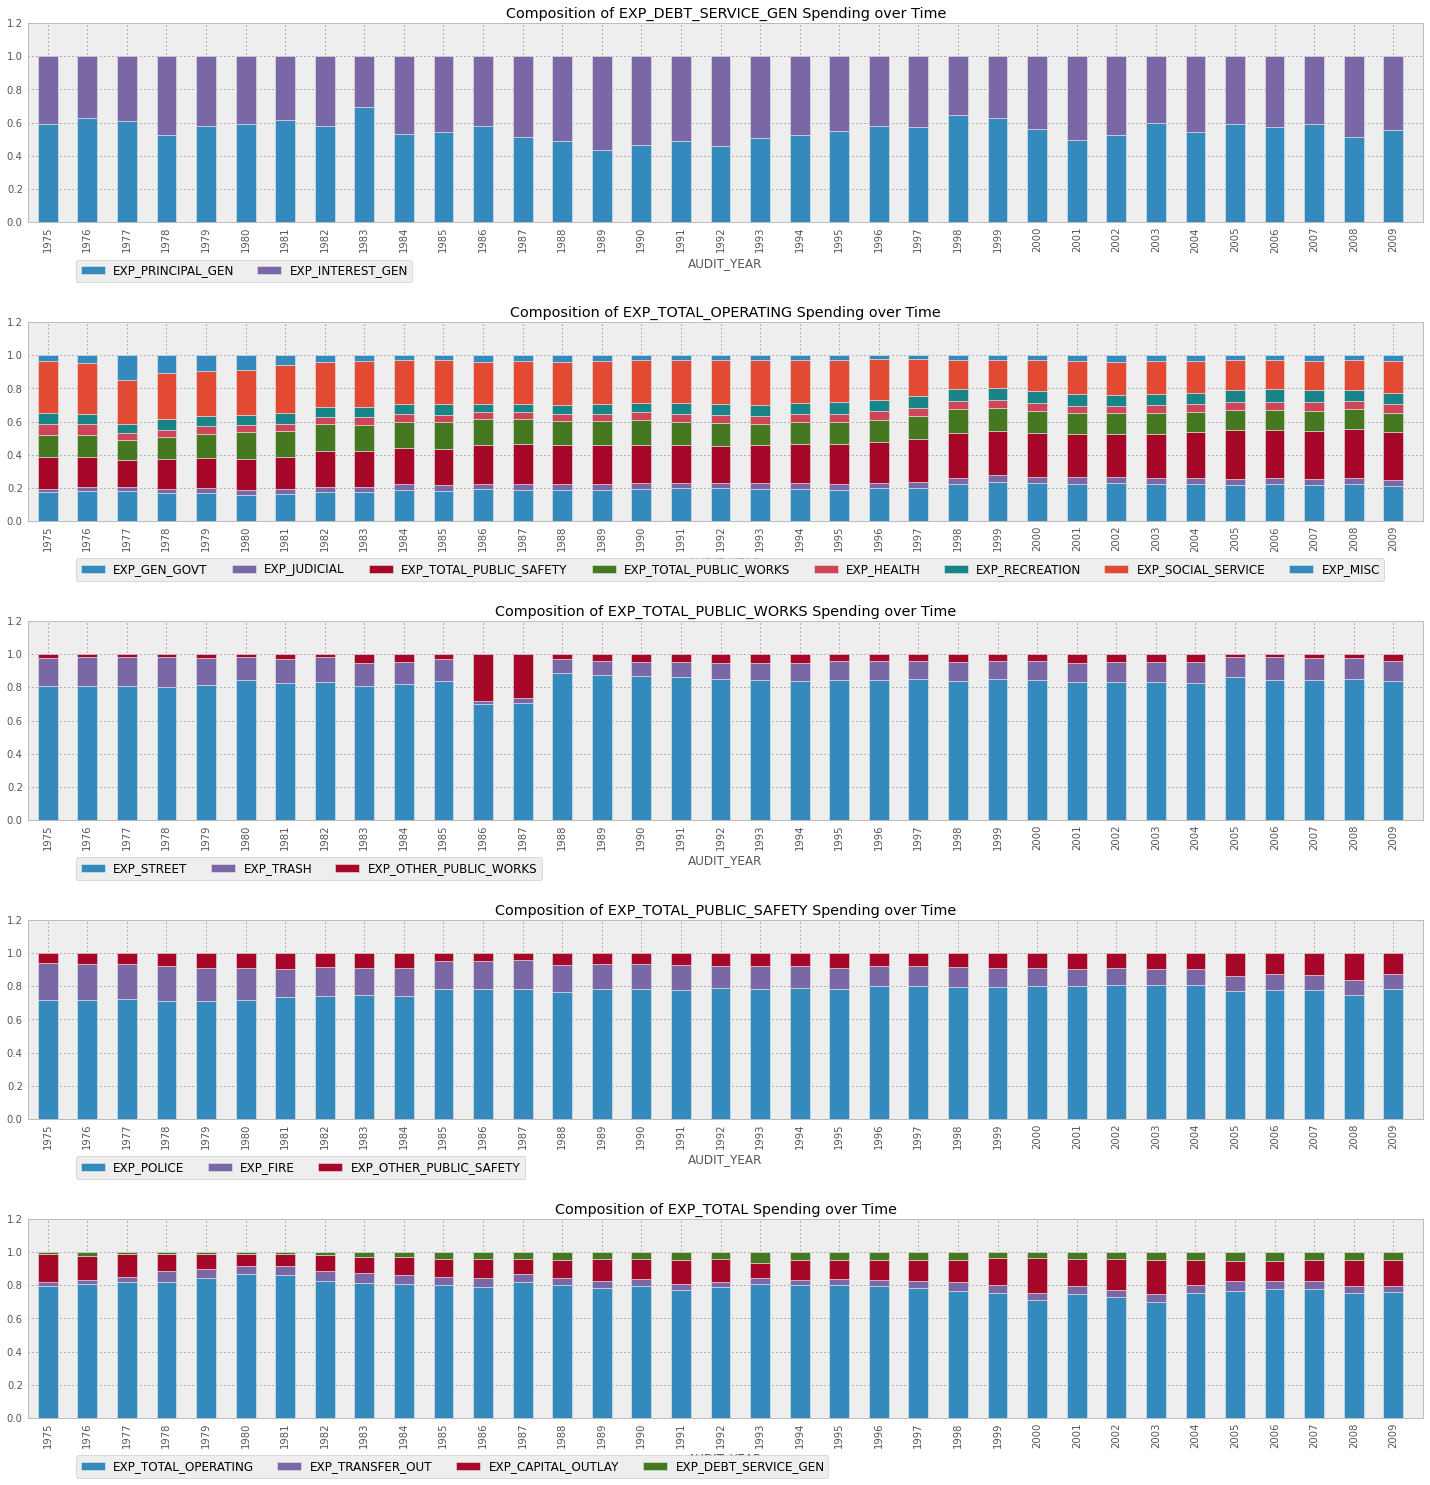 Composition of EXP_DEBT_SERVICE_GEN Spending over Time
1.2
1.0
0.8
0.6
0.4
0.2
0.0
1975 1976 1977 1978 1979 1980 1981 1982 1983 1984 1985 1986 1987 1988 1989 1990 1991 1992 1993 1994 1995 1996 1997 1998 1999 2000 2001 2002 2003 2004 2005 2006 2007 2008 2009
AUDIT_YEAR
EXP_PRINCIPAL_GEN EXP_INTEREST_GEN
Composition of EXP_TOTAL_OPERATING Spending over Time
1.2
1.0
0.8
0.6
0.4
0.2
0.0
1975 1976 1977 1978 1979 1980 1981 1982 1983 1984 1985 1986 1987 1988 1989 1990 1991 1992 1993 1994 1995 1996 1997 1998 1999 2000 2001 2002 2003 2004 2005 2006 2007 2008 2009
EXP_GEN_GOVT EXP_JUDICIAL EXP_TOTAL_PUBLIC_SAFETY EXP_TOTAL_PUBLIC_WORKS EXP_HEALTH EXP_RECREATION EXP_SOCIAL_SERVICE EXP_MISC
Composition of EXP_TOTAL_PUBLIC_WORKS Spending over Time
1.2
1.0
0.8
0.6
0.4
0.2
0.0
1975 1976 1977 1978 1979 1980 1981 1982 1983 1984 1985 1986 1987 1988 1989 1990 1991 1992 1993 1994 1995 1996 1997 1998 1999 2000 2001 2002 2003 2004 2005 2006 2007 2008 2009
AUDIT_YEAR
EXP_STREET EXP_TRASH EXP_OTHER_PUBLIC_WORKS
Composition of EXP_TOTAL_PUBLIC_SAFETY Spending over Time
1.2
1.0
0.8
0.6
0.4
0.2
0.0
1975 1976 1977 1978 1979 1980 1981 1982 1983 1984 1985 1986 1987 1988 1989 1990 1991 1992 1993 1994 1995 1996 1997 1998 1999 2000 2001 2002 2003 2004 2005 2006 2007 2008 2009
AUDIT_YEAR
EXP_POLICE EXP_FIRE EXP_OTHER_PUBLIC_SAFETY
Composition of EXP_TOTAL Spending over Time
1.2
1.0
0.8
0.6
0.4
0.2
0.0
1975 1976 1977 1978 1979 1980 1981 1982 1983 1984 1985 1986 1987 1988 1989 1990 1991 1992 1993 1994 1995 1996 1997 1998 1999 2000 2001 2002 2003 2004 2005 2006 2007 2008 2009
EXP_TOTAL_OPERATING EXP_TRANSFER_OUT EXP_CAPITAL_OUTLAY EXP_DEBT_SERVICE_GEN